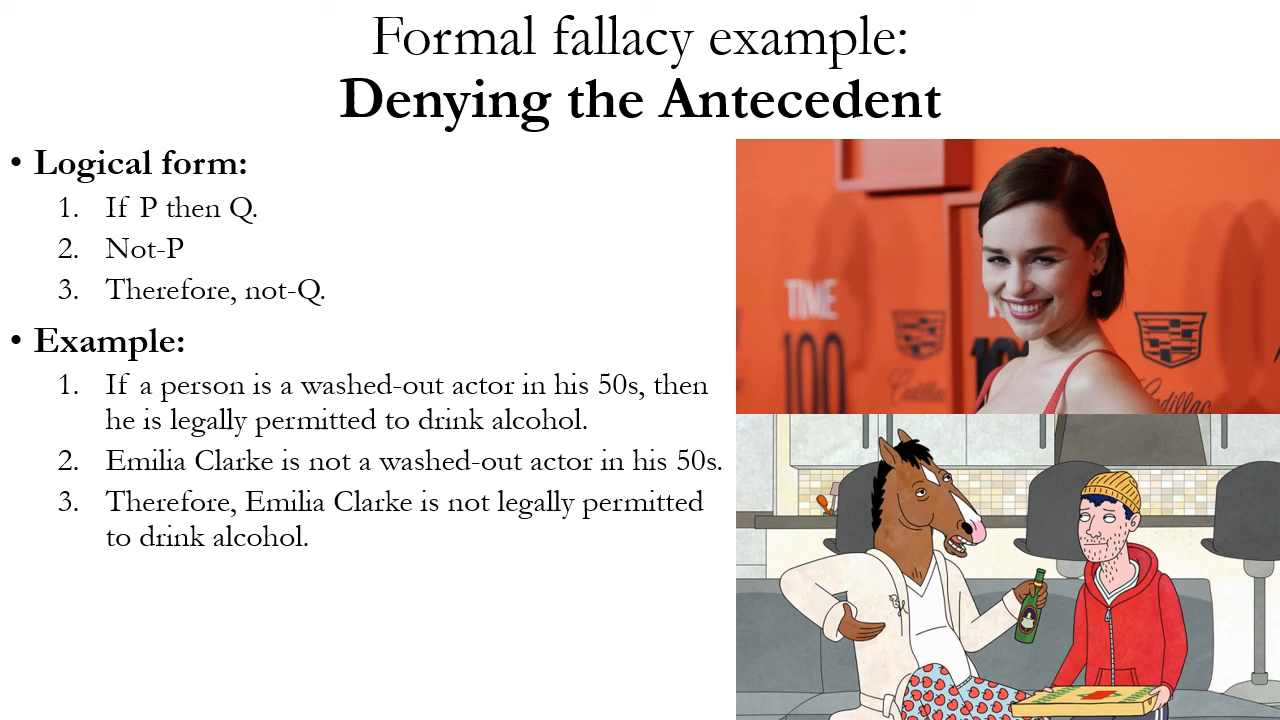 Formal fallacy example:
Denying the Antecedent
• Logical form:
1. If P then Q.
2. Not-P
3. Therefore, not-Q.
• Example:
1. If a person is a washed-out actor in his 50s, then
he is legally permitted to drink alcohol.
2. Emilia Clarke is not a washed-out actor in his 50s.
3. Therefore, Emilia Clarke is not legally permitted
to drink alcohol.
TIME
100
Cadillac
Cadillac